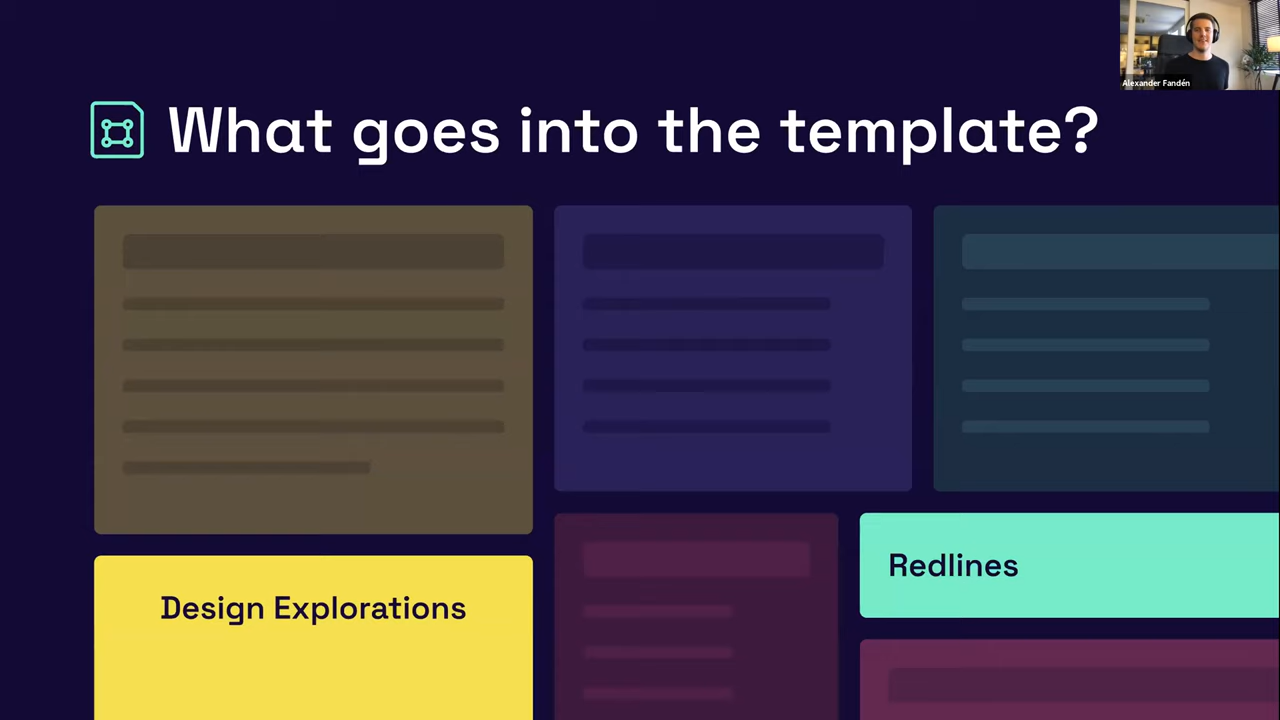 Alexander Fandén
What goes into the template?
Redlines
Design Explorations